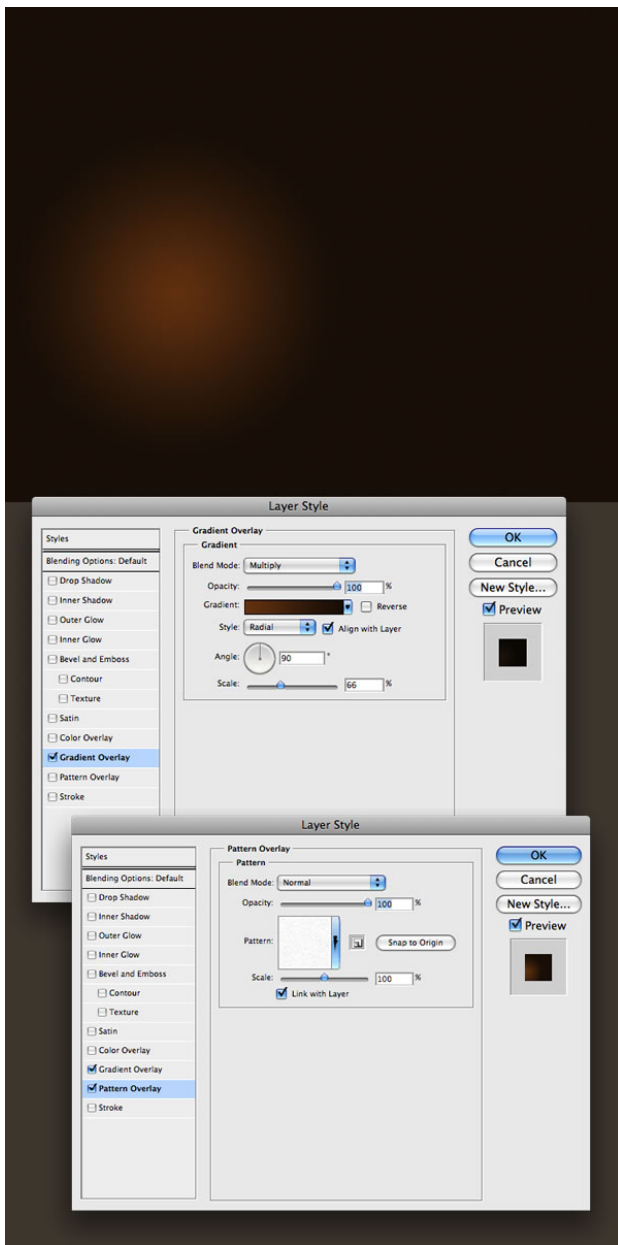 Layer Style
Styles
Blending Options: Default
Drop Shadow
Inner Shadow
Outer Glow
Inner Glow
Bevel and Emboss
Contour
Texture
Satin
Color Overlay
Gradient Overlay
Pattern Overlay
Stroke
Gradient Overlay
Gradient
Blend Mode: Multiply
Opacity: 100 %
Gradient: Reverse
Style: Radial Align with Layer
Angle: 90 °
Scale: 66 %
OK
Cancel
New Style...
Preview
Layer Style
Styles
Blending Options: Default
Drop Shadow
Inner Shadow
Outer Glow
Inner Glow
Bevel and Emboss
Contour
Texture
Satin
Color Overlay
Gradient Overlay
Pattern Overlay
Stroke
Pattern Overlay
Pattern
Blend Mode: Normal
Opacity: 100 %
Pattern: Snap to Origin
Scale: 100 %
Link with Layer
OK
Cancel
New Style...
Preview